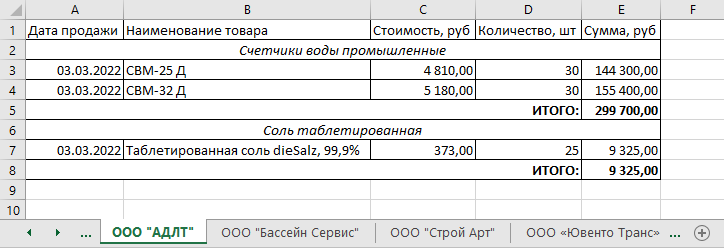 A B C D E F
1 Дата продажи Наименование товара Стоимость, руб Количество, шт Сумма, руб
2 Счетчики воды промышленные
3 03.03.2022 СВМ-25 Д 4 810,00 30 144 300,00
4 03.03.2022 СВМ-32 Д 5 180,00 30 155 400,00
5 ИТОГО: 299 700,00
6 Соль таблетированная
7 03.03.2022 Таблетированная соль dieSalz, 99,9% 373,00 25 9 325,00
8 ИТОГО: 9 325,00
9
10
... ООО "АДЛТ" ООО "Бассейн Сервис" ООО "Строй Арт" ООО «Ювенто Транс» ...